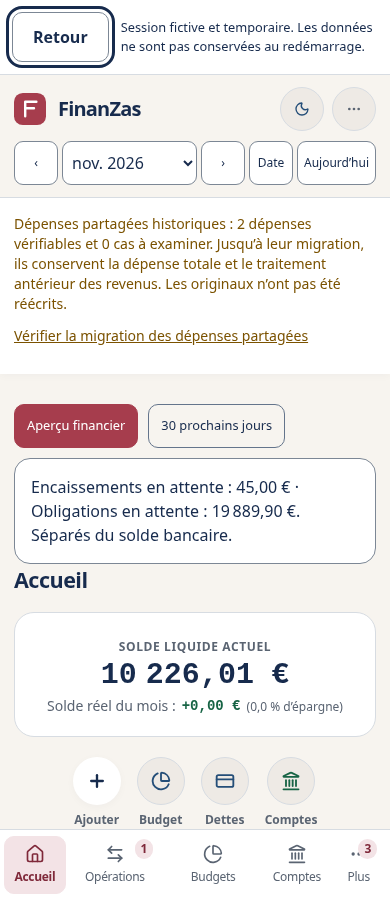 Retour
Session fictive et temporaire. Les données
ne sont pas conservées au redémarrage.
FinanZas
nov. 2026
Date
Aujourd’hui
Dépenses partagées historiques : 2 dépenses
vérifiables et 0 cas à examiner. Jusqu’à leur migration,
ils conservent la dépense totale et le traitement
antérieur des revenus. Les originaux n’ont pas été
réécrits.
Vérifier la migration des dépenses partagées
Aperçu financier
30 prochains jours
Encaissements en attente : 45,00 € ·
Obligations en attente : 19 889,90 €.
Séparés du solde bancaire.
Accueil
SOLDE LIQUIDE ACTUEL
10 226,01 €
Solde réel du mois : +0,00 € (0,0 % d’épargne)
Ajouter
Budget
Dettes
Comptes
Accueil
1
Opérations
Budgets
Comptes
3
Plus